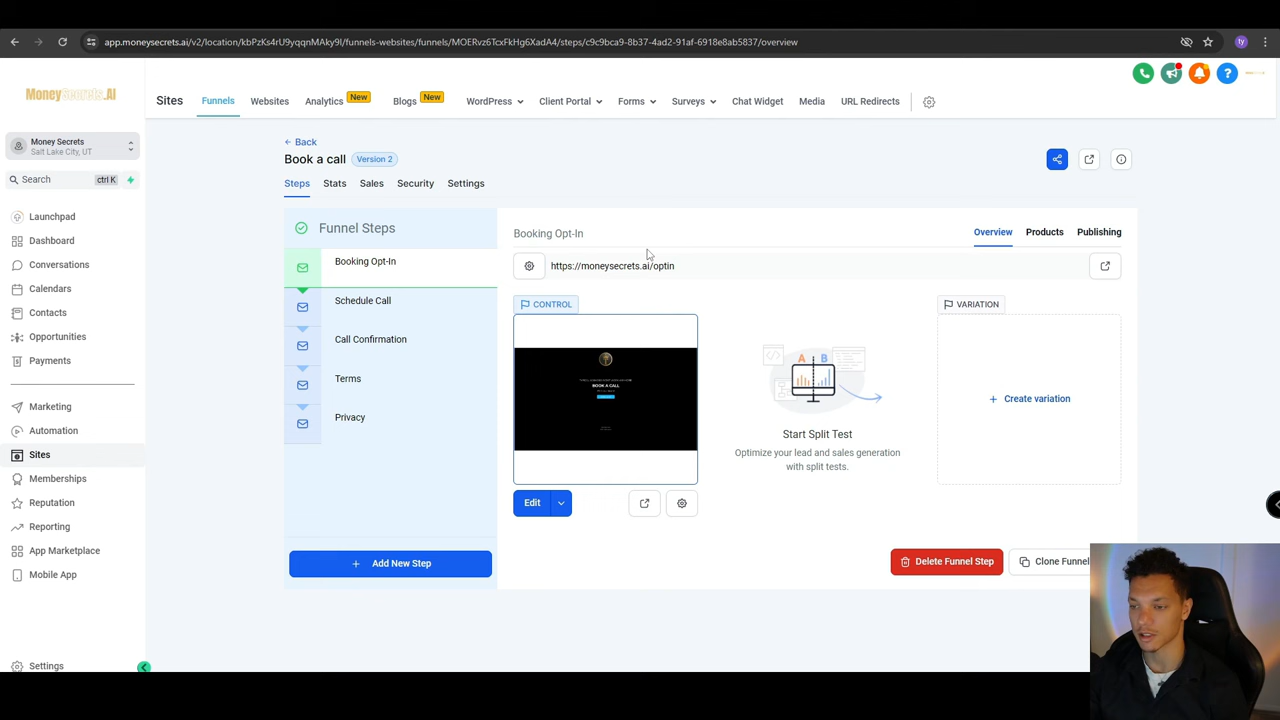 app.moneysecrets.ai/v2/location/kbPzKs4rU9yqqnMAky9l/funnels-websites/funnels/MOERvz6TcxFkHg6XadA4/steps/c9c9bca9-8b37-4ad2-91af-6918e8ab5837/overview
ty
MoneySecrets.AI
Sites
Funnels
Websites
Analytics
New
Blogs
New
WordPress
Client Portal
Forms
Surveys
Chat Widget
Media
URL Redirects
Money Secrets
Salt Lake City, UT
Search
ctrl K
Launchpad
Dashboard
Conversations
Calendars
Contacts
Opportunities
Payments
Marketing
Automation
Sites
Memberships
Reputation
Reporting
App Marketplace
Mobile App
Settings
Back
Book a call
Version 2
Steps
Stats
Sales
Security
Settings
Funnel Steps
Booking Opt-In
Schedule Call
Call Confirmation
Terms
Privacy
+ Add New Step
Booking Opt-In
Overview
Products
Publishing
https://moneysecrets.ai/optin
CONTROL
BOOK A CALL
Edit
A B
Start Split Test
Optimize your lead and sales generation
with split tests.
VARIATION
+ Create variation
Delete Funnel Step
Clone Funnel